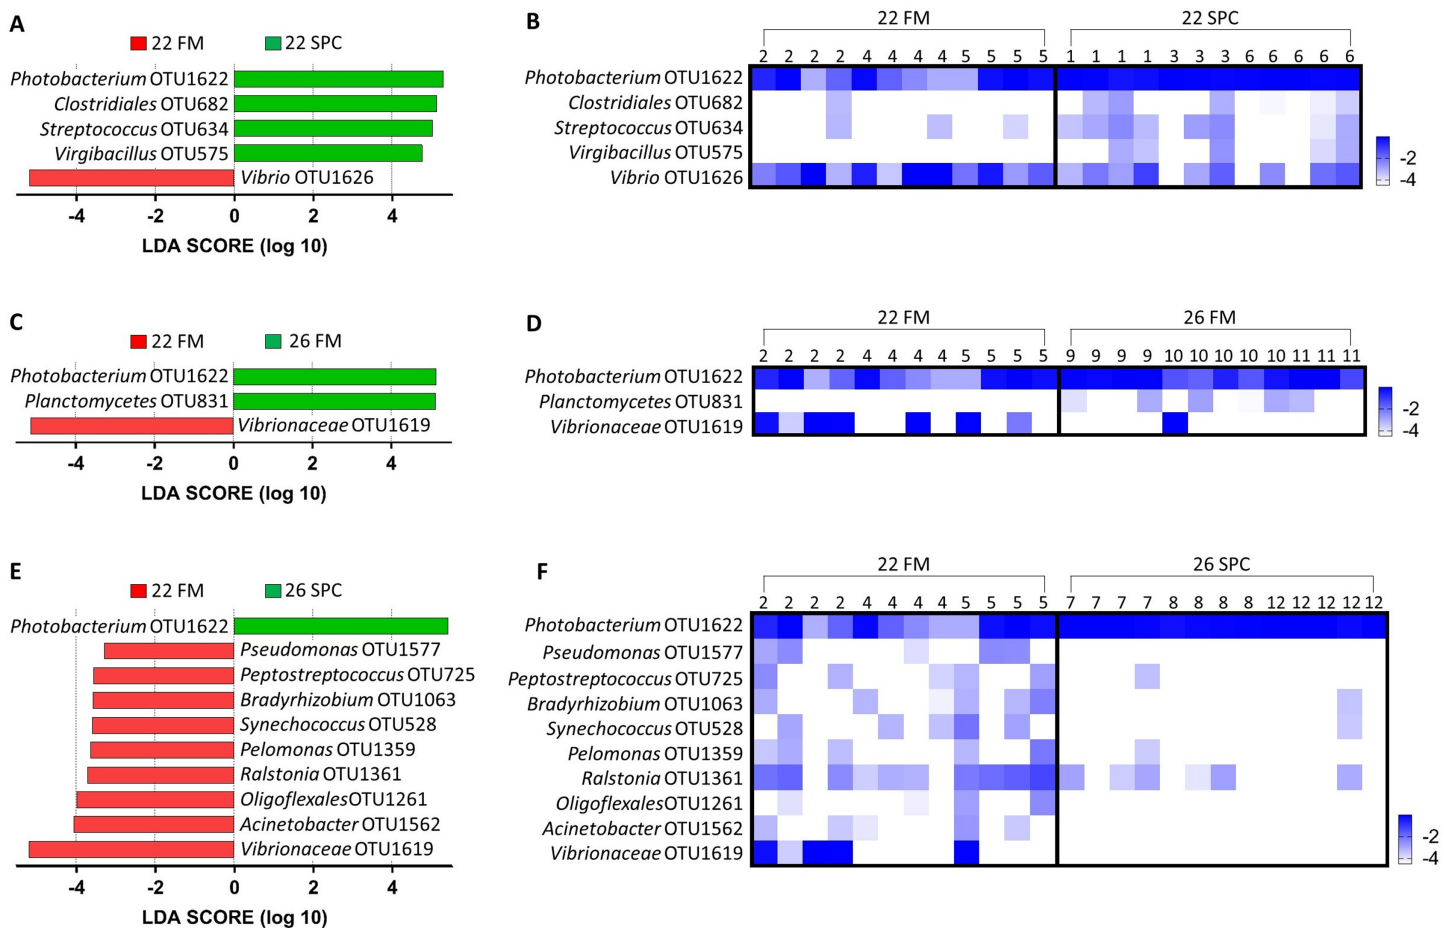 A
22 FM 22 SPC
Photobacterium OTU1622
Clostridiales OTU682
Streptococcus OTU634
Virgibacillus OTU575
Vibrio OTU1626
-4 -2 0 2 4
LDA SCORE (log 10)
B
22 FM 22 SPC
2 2 2 2 4 4 4 4 5 5 5 5 1 1 1 1 3 3 3 6 6 6 6 6
Photobacterium OTU1622
Clostridiales OTU682
Streptococcus OTU634
Virgibacillus OTU575
Vibrio OTU1626
-2
-4
C
22 FM 26 FM
Photobacterium OTU1622
Planctomycetes OTU831
Vibrionaceae OTU1619
-4 -2 0 2 4
LDA SCORE (log 10)
D
22 FM 26 FM
2 2 2 2 4 4 4 4 5 5 5 5 9 9 9 9 10 10 10 10 10 11 11 11
Photobacterium OTU1622
Planctomycetes OTU831
Vibrionaceae OTU1619
-2
-4
E
22 FM 26 SPC
Photobacterium OTU1622
Pseudomonas OTU1577
Peptostreptococcus OTU725
Bradyrhizobium OTU1063
Synechococcus OTU528
Pelomonas OTU1359
Ralstonia OTU1361
OligoflexalesOTU1261
Acinetobacter OTU1562
Vibrionaceae OTU1619
-4 -2 0 2 4
LDA SCORE (log 10)
F
22 FM 26 SPC
2 2 2 2 4 4 4 4 5 5 5 5 7 7 7 7 8 8 8 8 12 12 12 12 12
Photobacterium OTU1622
Pseudomonas OTU1577
Peptostreptococcus OTU725
Bradyrhizobium OTU1063
Synechococcus OTU528
Pelomonas OTU1359
Ralstonia OTU1361
OligoflexalesOTU1261
Acinetobacter OTU1562
Vibrionaceae OTU1619
-2
-4